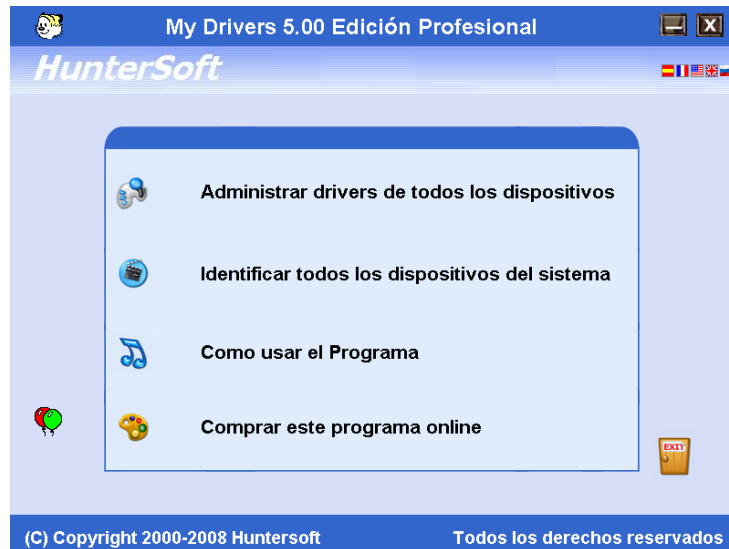 My Drivers 5.00 Edición Profesional
HunterSoft
Administrar drivers de todos los dispositivos
Identificar todos los dispositivos del sistema
Como usar el Programa
Comprar este programa online
EXIT
(C) Copyright 2000-2008 Huntersoft
Todos los derechos reservados